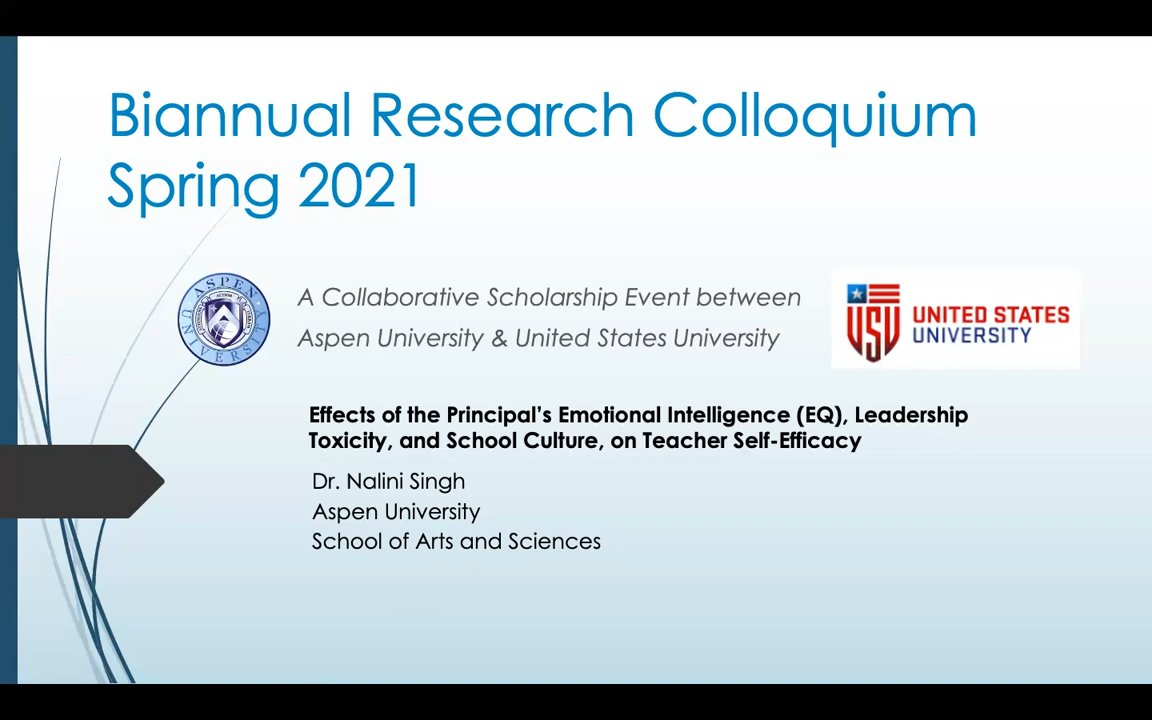 Biannual Research Colloquium
Spring 2021
ASPEN UNIVERSITY
A Collaborative Scholarship Event between
Aspen University & United States University
USU
UNITED STATES
UNIVERSITY
Effects of the Principal’s Emotional Intelligence (EQ), Leadership
Toxicity, and School Culture, on Teacher Self-Efficacy
Dr. Nalini Singh
Aspen University
School of Arts and Sciences